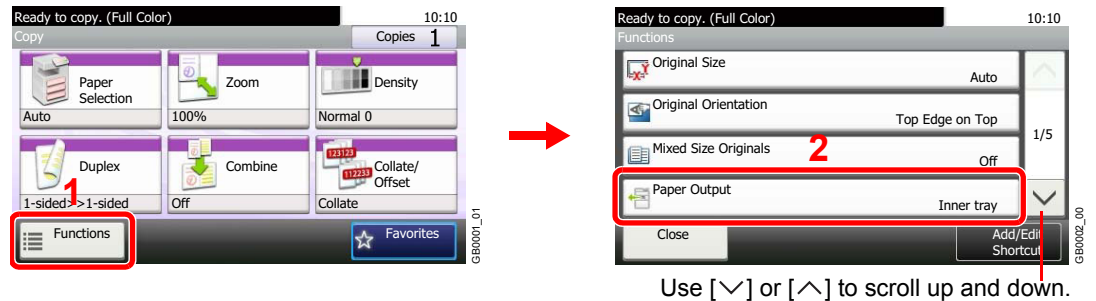 Ready to copy. (Full Color) 10:10
Copy Copies 1
Paper Selection
Auto
Zoom
100%
Density
Normal 0
Duplex
1-sided>>1-sided
Combine
Off
123123
112233
Collate/
Offset
Collate
1
Functions
Favorites
GB0001_01
Ready to copy. (Full Color) 10:10
Functions
Original Size
Auto
Original Orientation
Top Edge on Top
Mixed Size Originals
Off
2
Paper Output
Inner tray
1/5
Close
Add/Edit
Shortcut
GB0002_00
Use [∨] or [∧] to scroll up and down.